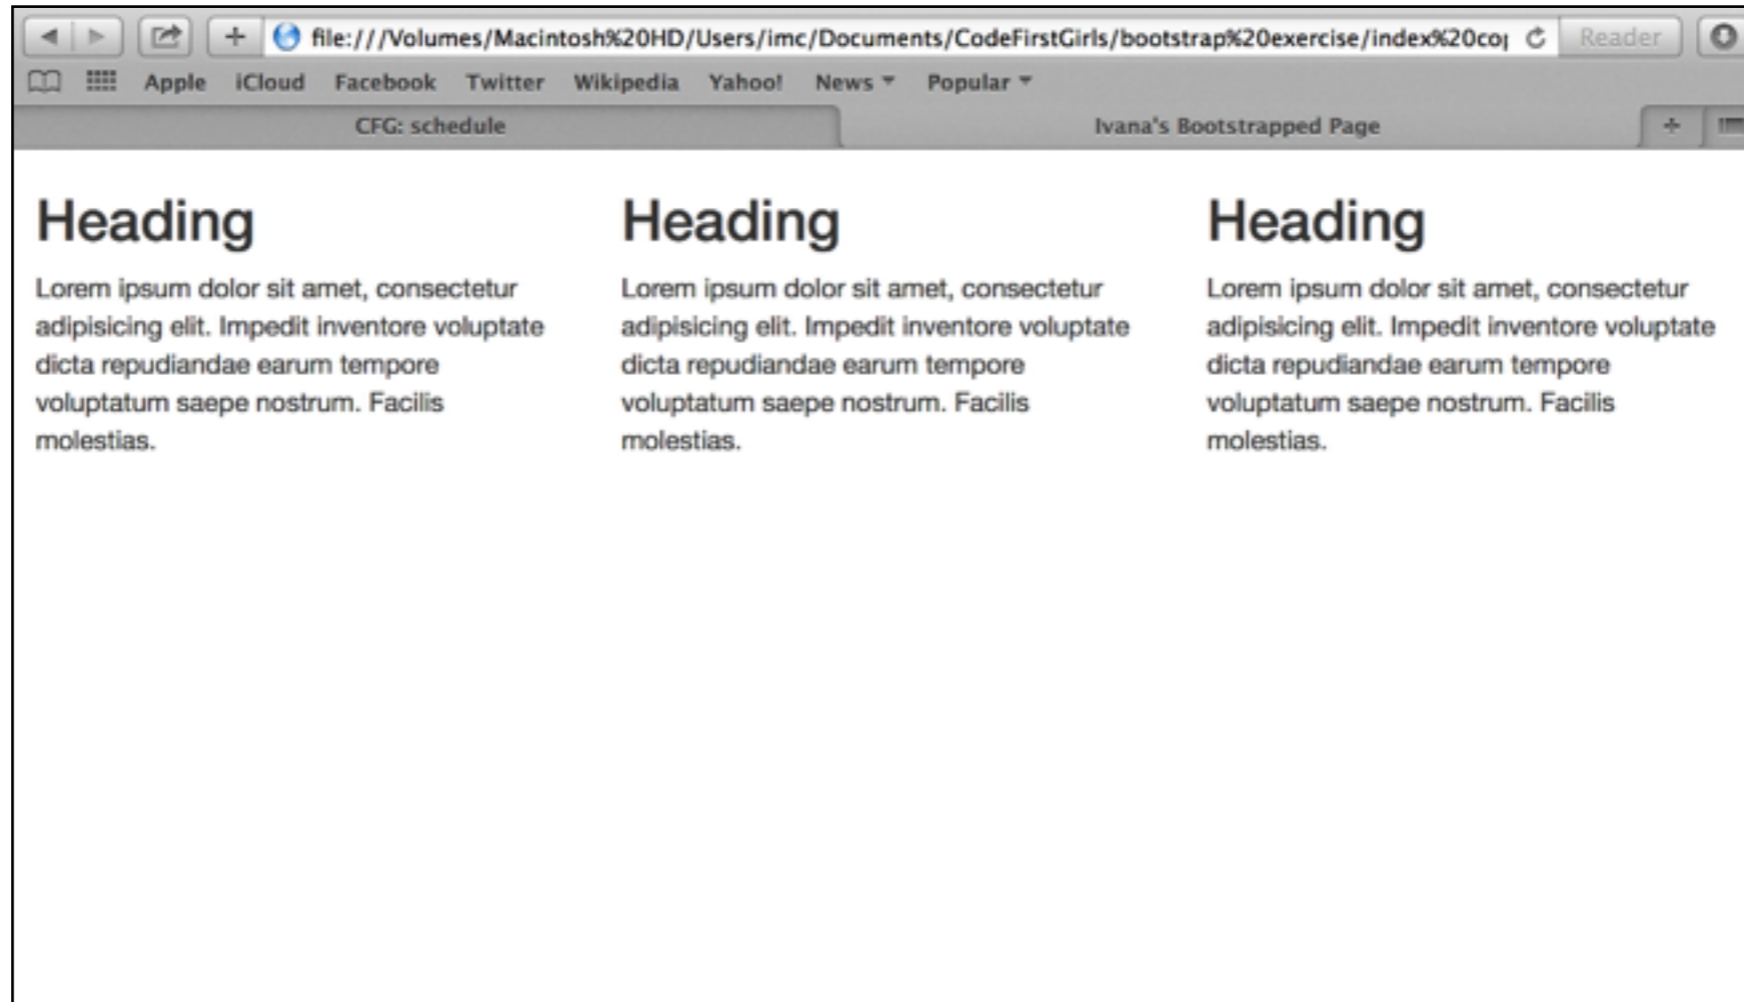 file:///Volumes/Macintosh%20HD/Users/imc/Documents/CodeFirstGirls/bootstrap%20exercise/index%20cop Reader
Apple iCloud Facebook Twitter Wikipedia Yahoo! News Popular
CFG: schedule Ivana's Bootstrapped Page
Heading
Lorem ipsum dolor sit amet, consectetur
adipisicing elit. Impedit inventore voluptate
dicta repudiandae earum tempore
voluptatum saepe nostrum. Facilis
molestias.
Heading
Lorem ipsum dolor sit amet, consectetur
adipisicing elit. Impedit inventore voluptate
dicta repudiandae earum tempore
voluptatum saepe nostrum. Facilis
molestias.
Heading
Lorem ipsum dolor sit amet, consectetur
adipisicing elit. Impedit inventore voluptate
dicta repudiandae earum tempore
voluptatum saepe nostrum. Facilis
molestias.